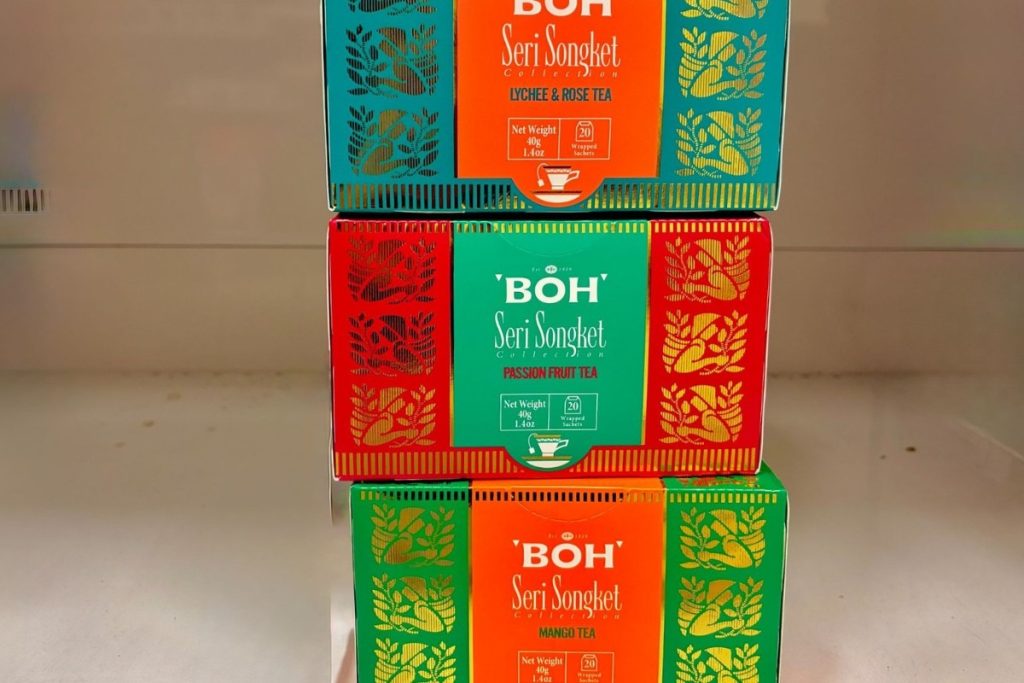 BOH
Seri Songket
Collection
LYCHEE & ROSE TEA
Net Weight
40g
1.4oz
20
Wrapped
Sachets
BOH
Seri Songket
Collection
PASSION FRUIT TEA
Net Weight
40g
1.4oz
20
Wrapped
Sachets
BOH
Seri Songket
Collection
MANGO TEA
Net Weight
40g
1.4oz
20
Wrapped
Sachets